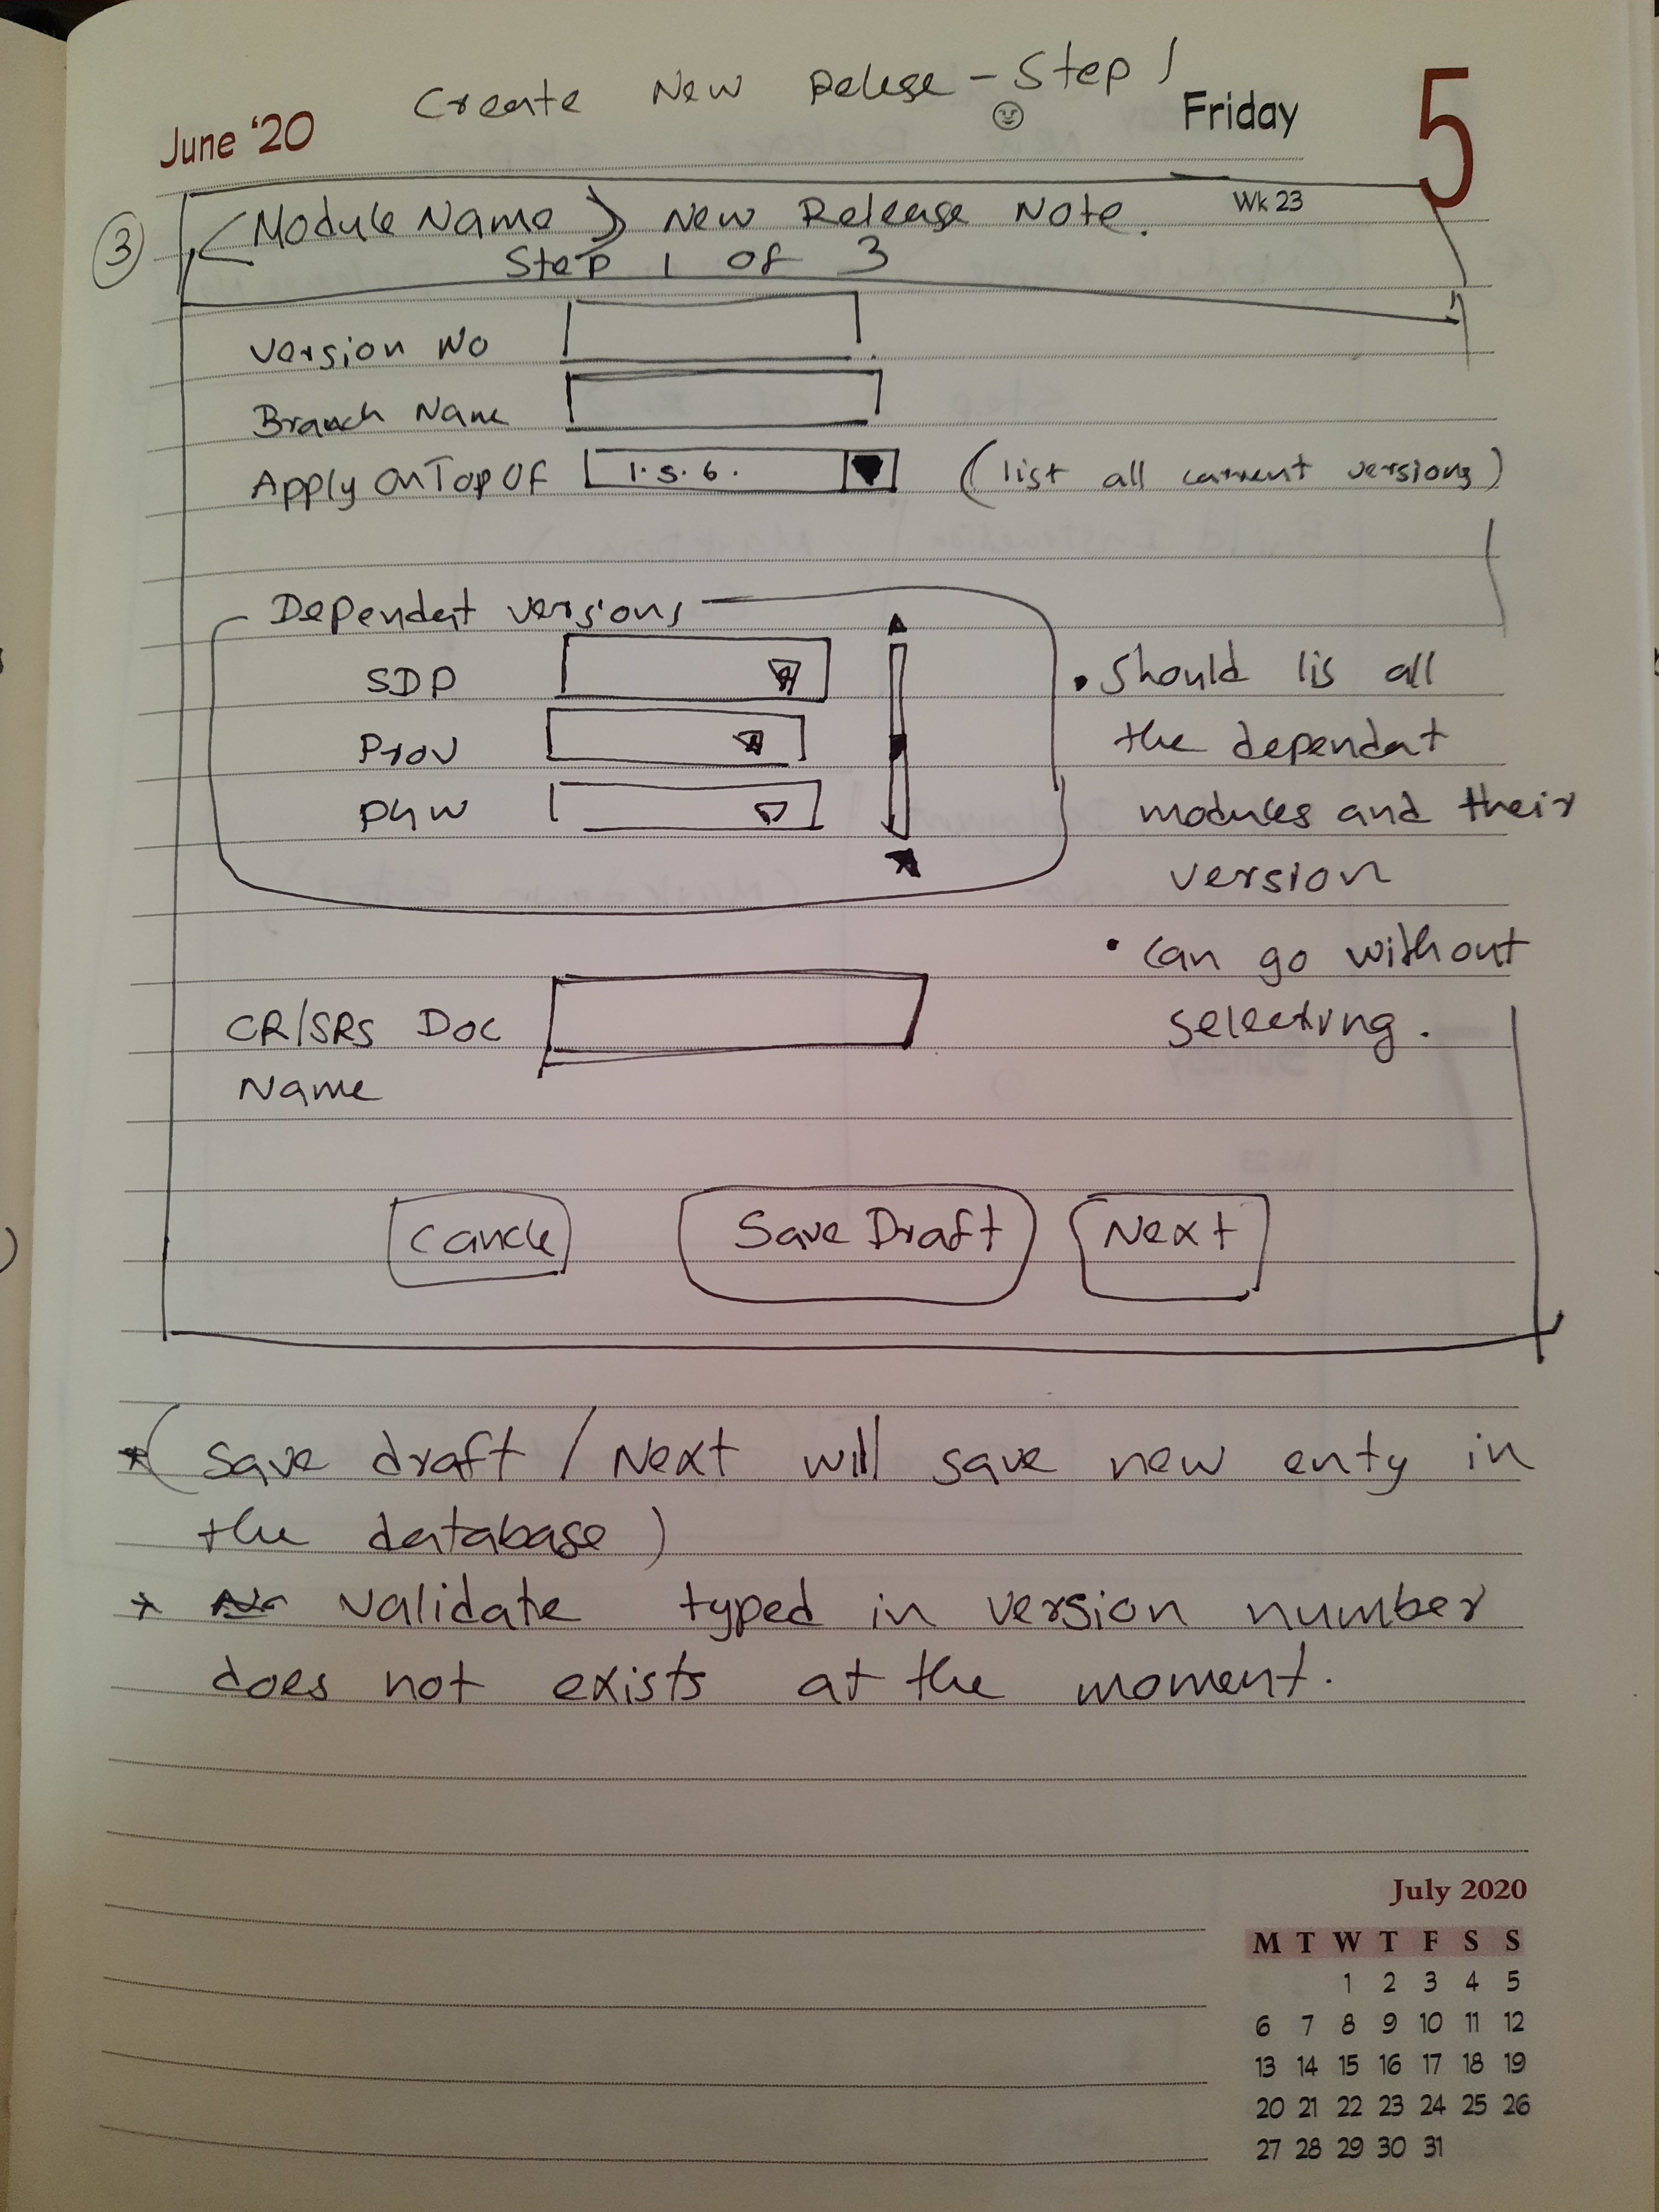 Create New Relese - Step 1
June '20
Friday
5
Wk 23
3
<Module Name> New Release Note.
Step 1 of 3
Version No
Branch Name
Apply OnTopOf 1.5.6. (list all current versions)
Dependent versions
SDP
Prov
PGW
• Should lis all
the dependat
modules and their
version
• can go without
selecting.
CR/SRS Doc
Name
Cancle Save Draft Next
* (Save draft / Next will save new enty in
the database)
* Validate typed in version number
does not exists at the moment.
July 2020
M T W T F S S
1 2 3 4 5
6 7 8 9 10 11 12
13 14 15 16 17 18 19
20 21 22 23 24 25 26
27 28 29 30 31